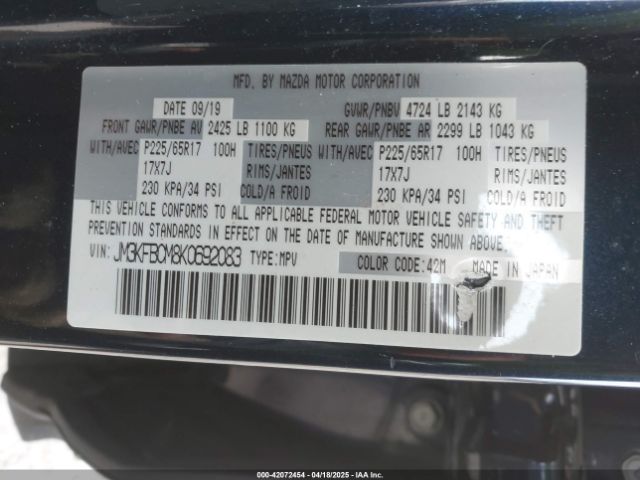 MFD. BY MAZDA MOTOR CORPORATION
DATE 09/19 GVWR/PNBV 4724 LB 2143 KG
FRONT GAWR/PNBE AV 2425 LB 1100 KG REAR GAWR/PNBE AR 2299 LB 1043 KG
WITH/AVEC P225/65R17 100H TIRES/PNEUS WITH/AVEC P225/65R17 100H TIRES/PNEUS
17X7J RIMS/JANTES 17X7J RIMS/JANTES
230 KPA/34 PSI COLD/A FROID 230 KPA/34 PSI COLD/A FROID
THIS VEHICLE CONFORMS TO ALL APPLICABLE FEDERAL MOTOR VEHICLE SAFETY AND THEFT
PREVENTION STANDARDS IN EFFECT ON THE DATE OF MANUFACTURE SHOWN ABOVE.
VIN: JM3KFBCM8K0692083 TYPE: MPV COLOR CODE: 42M MADE IN JAPAN
000-42072454 - 04/18/2025 - IAA Inc.